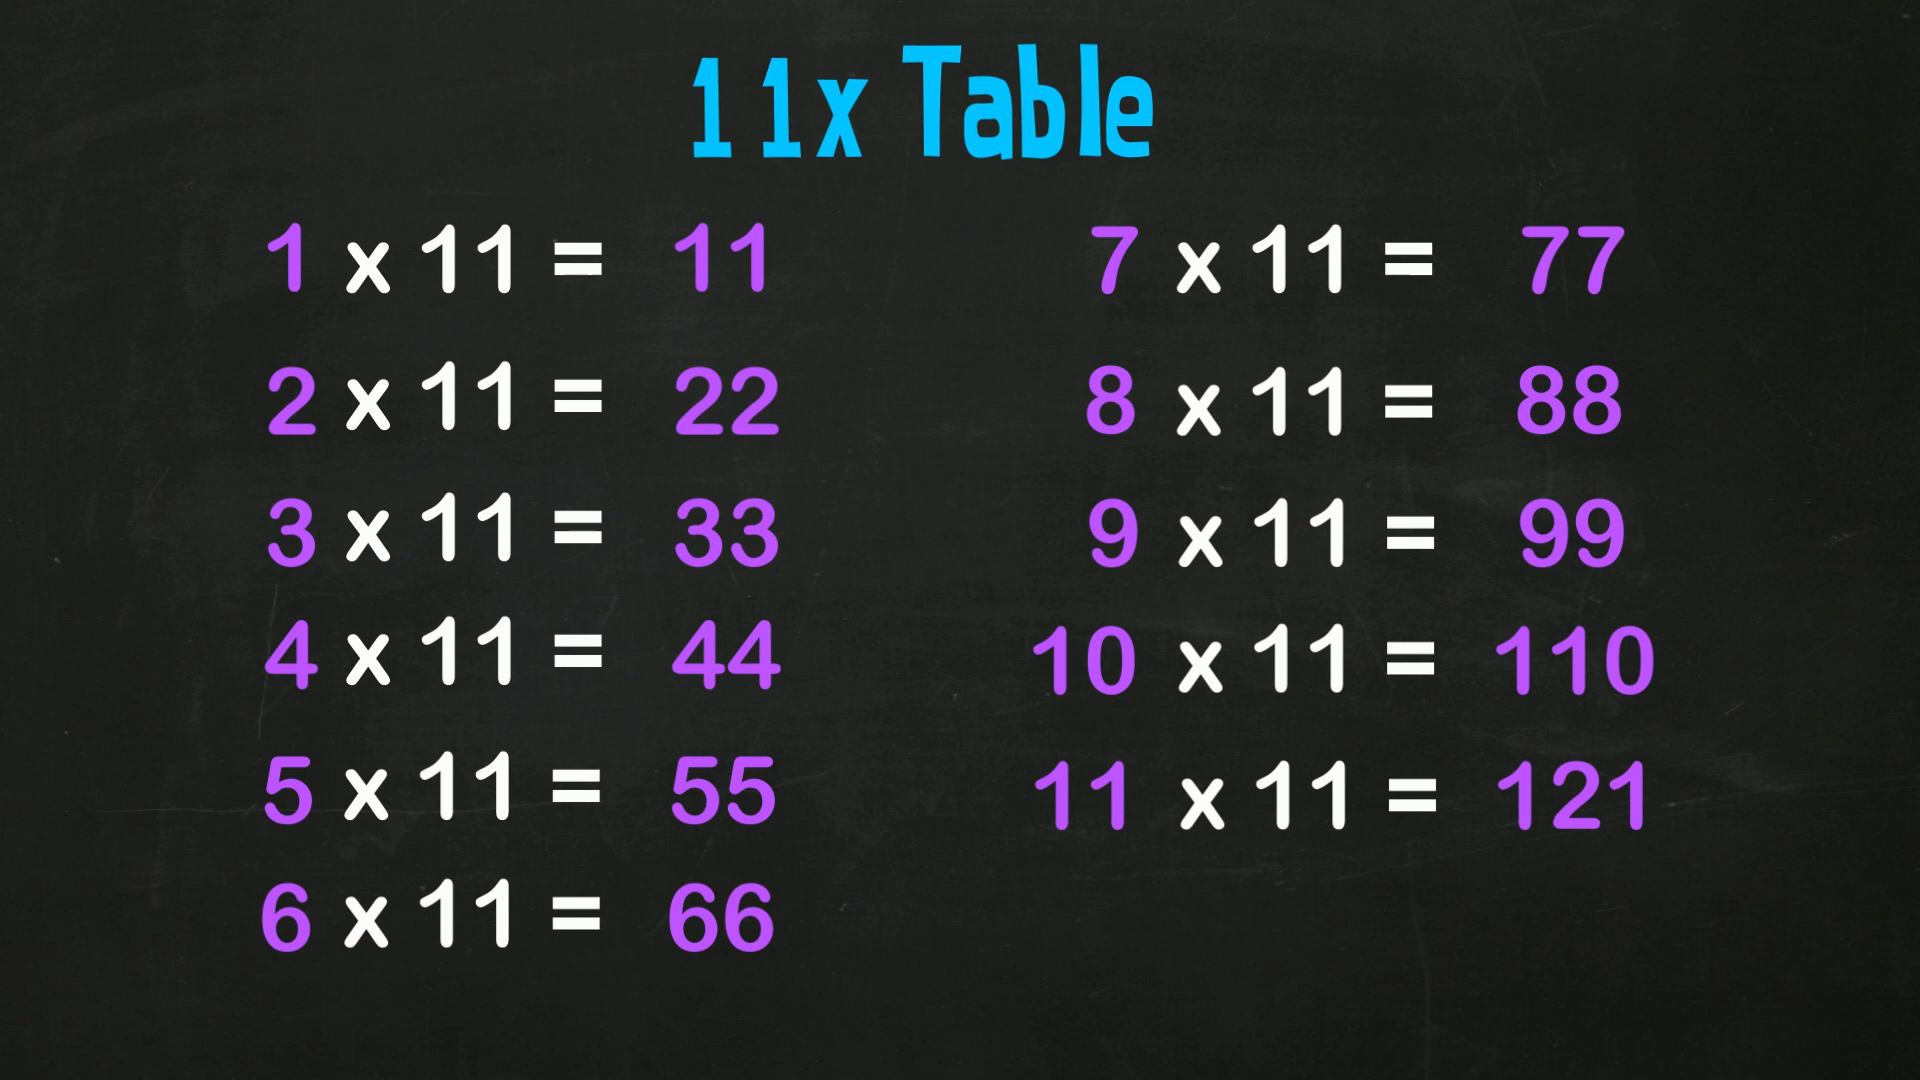 11x Table
1 x 11 = 11
2 x 11 = 22
3 x 11 = 33
4 x 11 = 44
5 x 11 = 55
6 x 11 = 66
7 x 11 = 77
8 x 11 = 88
9 x 11 = 99
10 x 11 = 110
11 x 11 = 121